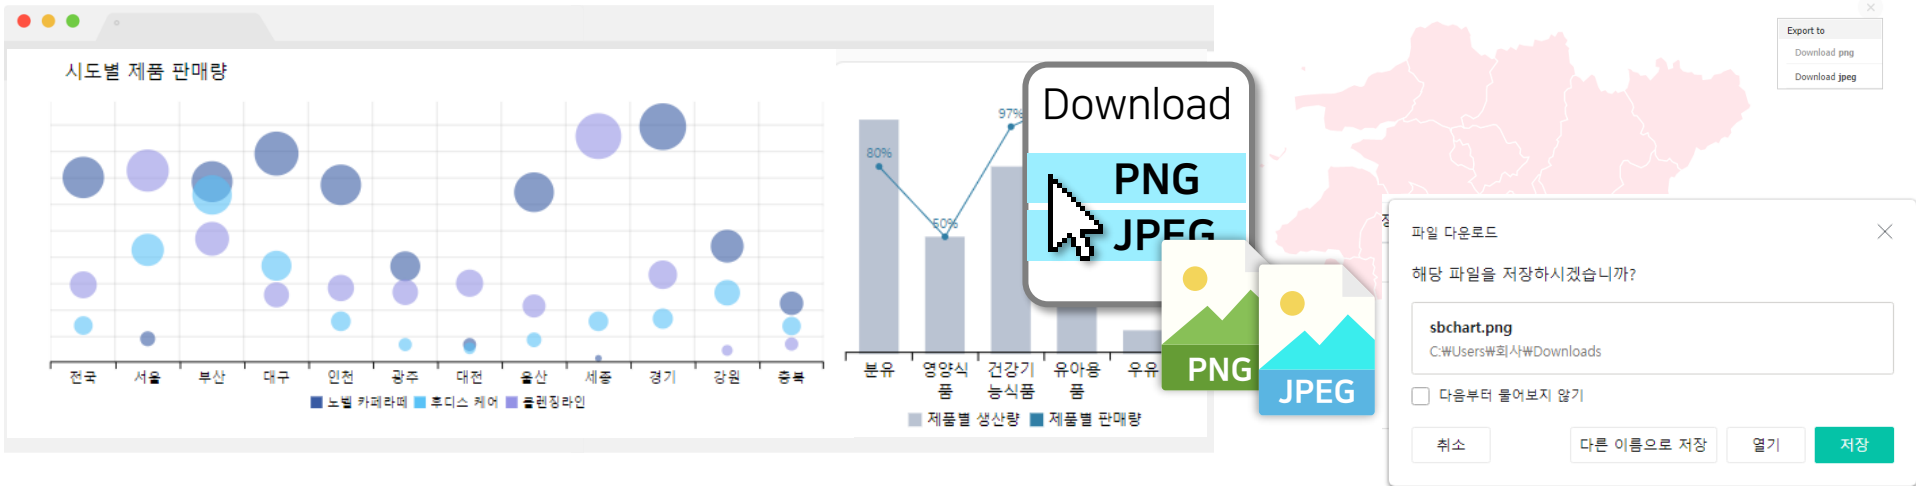 시도별 제품 판매량
전국 서울 부산 대구 인천 광주 대전 울산 세종 경기 강원 충북
노벨 카페라떼 후디스 케어 블렌징라인
80%
50%
97%
분유 영양식품 건강기능식품 유아용품 우유
제품별 생산량 제품별 판매량
Download
PNG
JPEG
PNG
JPEG
Export to
Download png
Download jpeg
파일 다운로드
해당 파일을 저장하시겠습니까?
sbchart.png
C:₩Users₩회사₩Downloads
다음부터 물어보지 않기
취소 다른 이름으로 저장 열기 저장